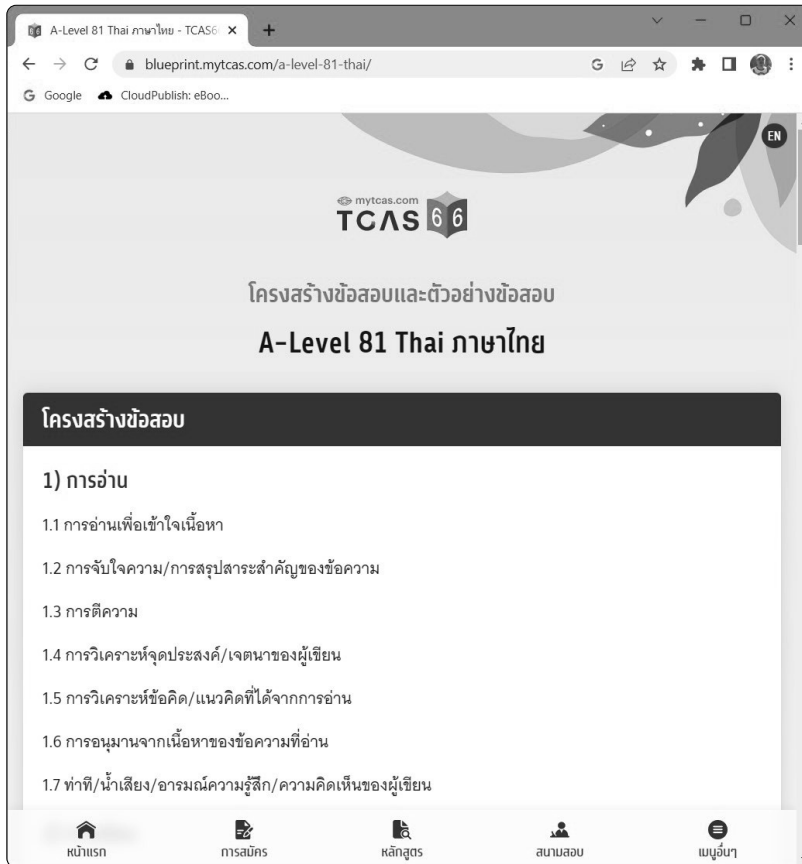 A-Level 81 Thai ภาษาไทย - TCAS6
blueprint.mytcas.com/a-level-81-thai/
Google CloudPublish: eBoo...
EN
mytcas.com
TCAS 66
โครงสร้างข้อสอบและตัวอย่างข้อสอบ
A-Level 81 Thai ภาษาไทย
โครงสร้างข้อสอบ
1) การอ่าน
1.1 การอ่านเพื่อเข้าใจเนื้อหา
1.2 การจับใจความ/การสรุปสาระสำคัญของข้อความ
1.3 การตีความ
1.4 การวิเคราะห์จุดประสงค์/เจตนาของผู้เขียน
1.5 การวิเคราะห์ข้อคิด/แนวคิดที่ได้จากการอ่าน
1.6 การอนุมานจากเนื้อหาของข้อความที่อ่าน
1.7 ท่าที/น้ำเสียง/อารมณ์ความรู้สึก/ความคิดเห็นของผู้เขียน
หน้าแรก การสมัคร หลักสูตร สนามสอบ เมนูอื่นๆ